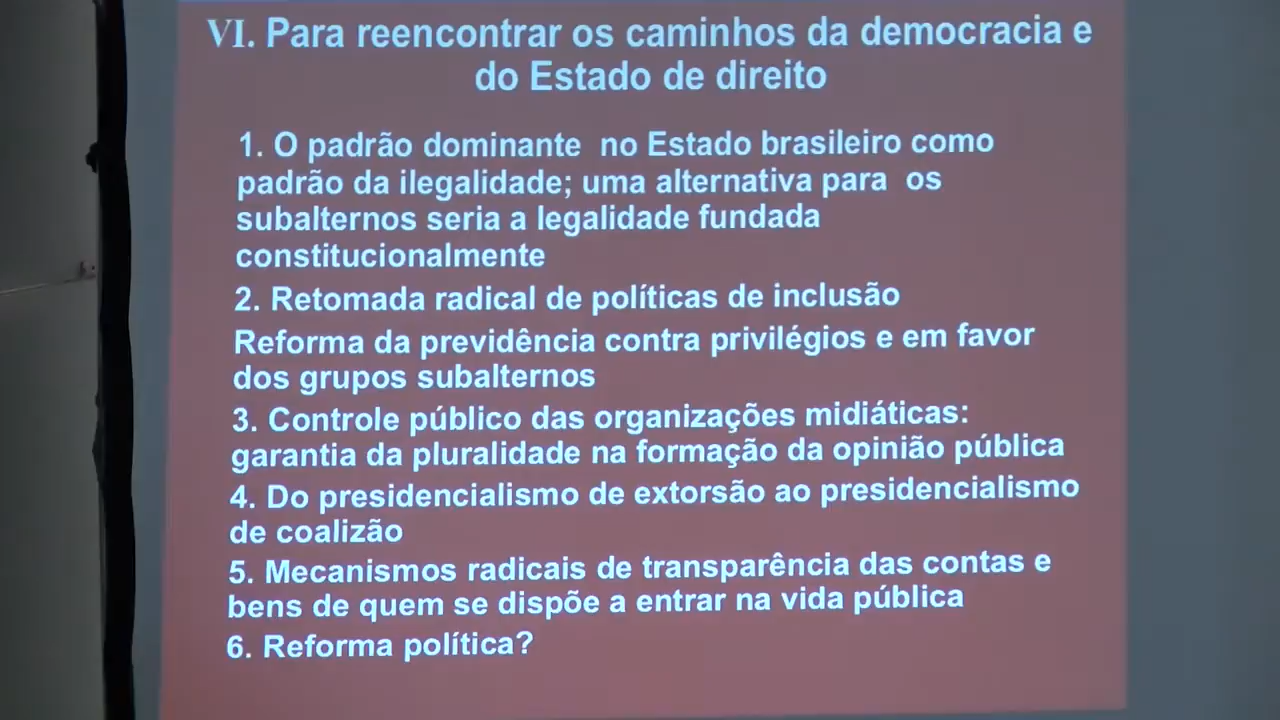 VI. Para reencontrar os caminhos da democracia e
do Estado de direito
1. O padrão dominante no Estado brasileiro como
padrão da ilegalidade; uma alternativa para os
subalternos seria a legalidade fundada
constitucionalmente
2. Retomada radical de políticas de inclusão
Reforma da previdência contra privilégios e em favor
dos grupos subalternos
3. Controle público das organizações midiáticas:
garantia da pluralidade na formação da opinião pública
4. Do presidencialismo de extorsão ao presidencialismo
de coalizão
5. Mecanismos radicais de transparência das contas e
bens de quem se dispõe a entrar na vida pública
6. Reforma política?